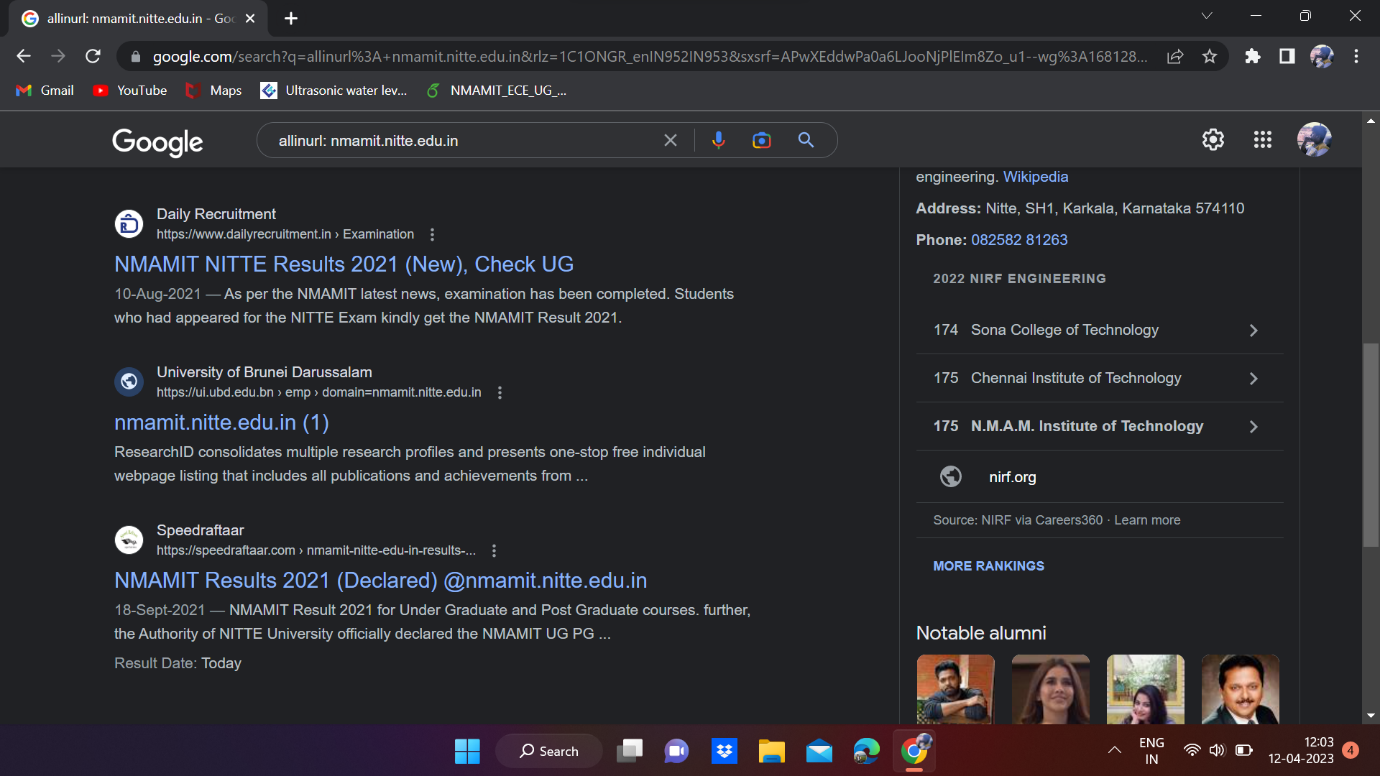 allinurl: nmamit.nitte.edu.in - Goo
google.com/search?q=allinurl%3A+nmamit.nitte.edu.in&rlz=1C1ONGR_enIN952IN953&sxsrf=APwXEddwPa0a6LJooNjPlEIm8Zo_u1--wg%3A168128...
Gmail YouTube Maps Ultrasonic water lev... NMAMIT_ECE_UG_...
Google
allinurl: nmamit.nitte.edu.in
Daily Recruitment
https://www.dailyrecruitment.in › Examination
NMAMIT NITTE Results 2021 (New), Check UG
10-Aug-2021 — As per the NMAMIT latest news, examination has been completed. Students
who had appeared for the NITTE Exam kindly get the NMAMIT Result 2021.
University of Brunei Darussalam
https://ui.ubd.edu.bn › emp › domain=nmamit.nitte.edu.in
nmamit.nitte.edu.in (1)
ResearchID consolidates multiple research profiles and presents one-stop free individual
webpage listing that includes all publications and achievements from ...
Speedraftaar
https://speedraftaar.com › nmamit-nitte-edu-in-results-...
NMAMIT Results 2021 (Declared) @nmamit.nitte.edu.in
18-Sept-2021 — NMAMIT Result 2021 for Under Graduate and Post Graduate courses. further,
the Authority of NITTE University officially declared the NMAMIT UG PG ...
Result Date: Today
engineering. Wikipedia
Address: Nitte, SH1, Karkala, Karnataka 574110
Phone: 082582 81263
2022 NIRF ENGINEERING
174 Sona College of Technology
175 Chennai Institute of Technology
175 N.M.A.M. Institute of Technology
nirf.org
Source: NIRF via Careers360 · Learn more
MORE RANKINGS
Notable alumni
Search
ENG
IN
12:03
12-04-2023
4